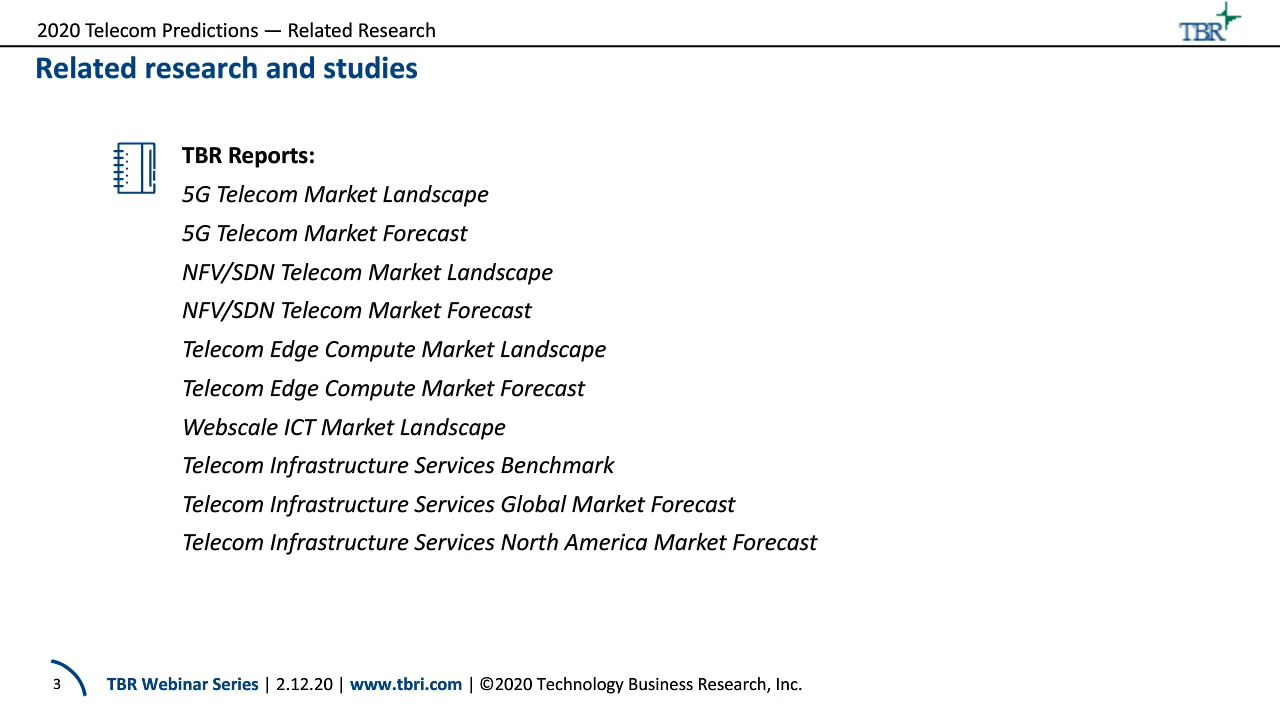 2020 Telecom Predictions — Related Research
TBR
Related research and studies
TBR Reports:
5G Telecom Market Landscape
5G Telecom Market Forecast
NFV/SDN Telecom Market Landscape
NFV/SDN Telecom Market Forecast
Telecom Edge Compute Market Landscape
Telecom Edge Compute Market Forecast
Webscale ICT Market Landscape
Telecom Infrastructure Services Benchmark
Telecom Infrastructure Services Global Market Forecast
Telecom Infrastructure Services North America Market Forecast
3 TBR Webinar Series | 2.12.20 | www.tbri.com | ©2020 Technology Business Research, Inc.